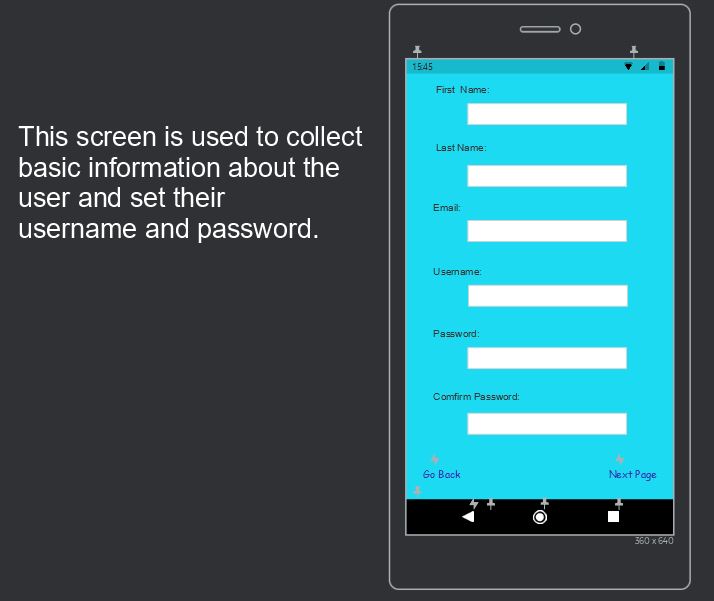 This screen is used to collect
basic information about the
user and set their
username and password.
15:45
First Name:
Last Name:
Email:
Username:
Password:
Comfirm Password:
Go Back
Next Page
360 x 640